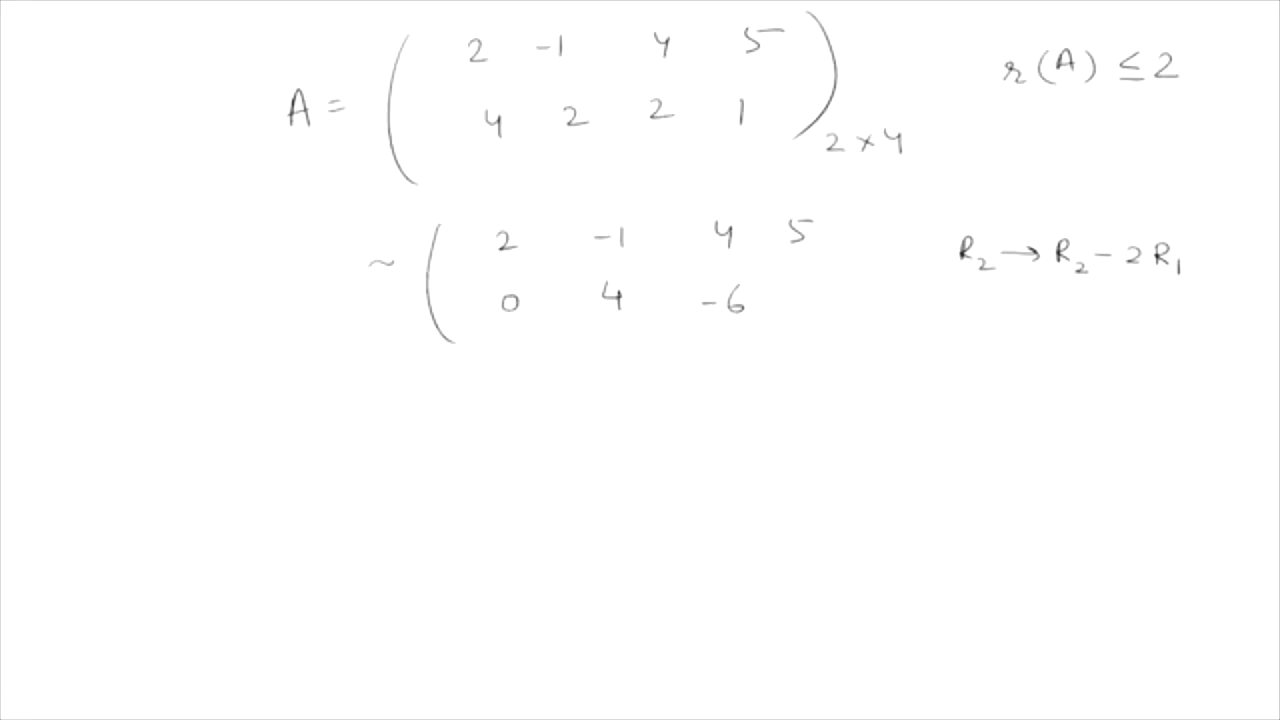 A = ( 2 -1 4 5
4 2 2 1 ) 2×4 r(A) ≤ 2
~ ( 2 -1 4 5
0 4 -6 R₂ → R₂ - 2R₁